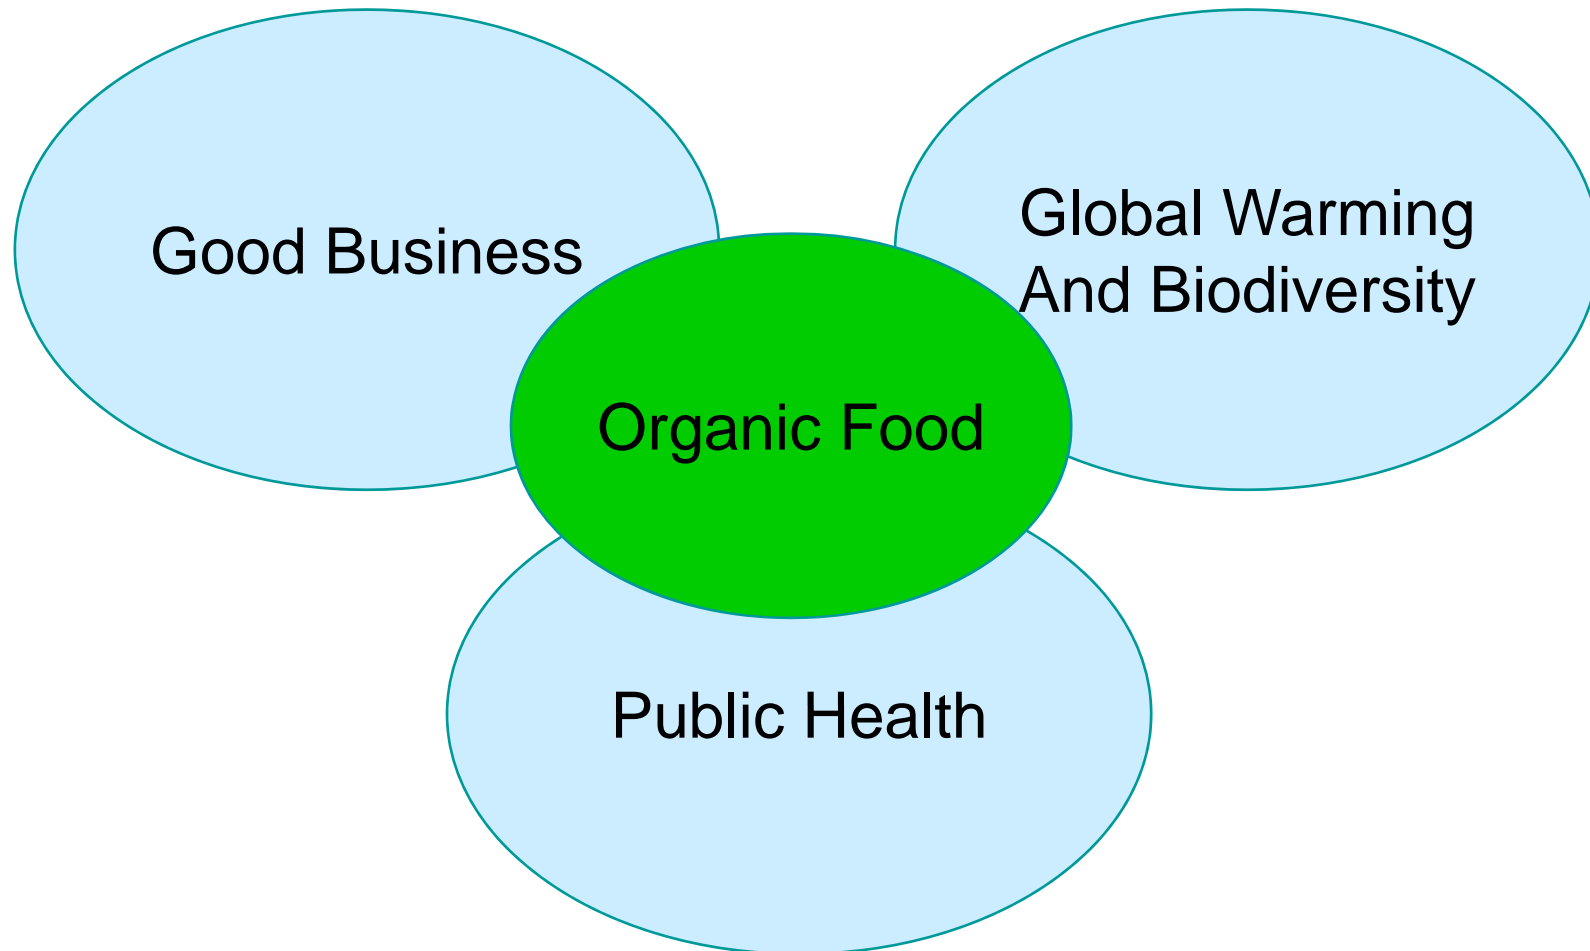 Good Business
Global Warming
And Biodiversity
Organic Food
Public Health